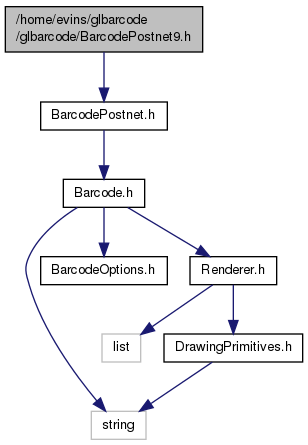 /home/evins/glbarcode
/glbarcode/BarcodePostnet9.h
BarcodePostnet.h
Barcode.h
BarcodeOptions.h
Renderer.h
list
DrawingPrimitives.h
string